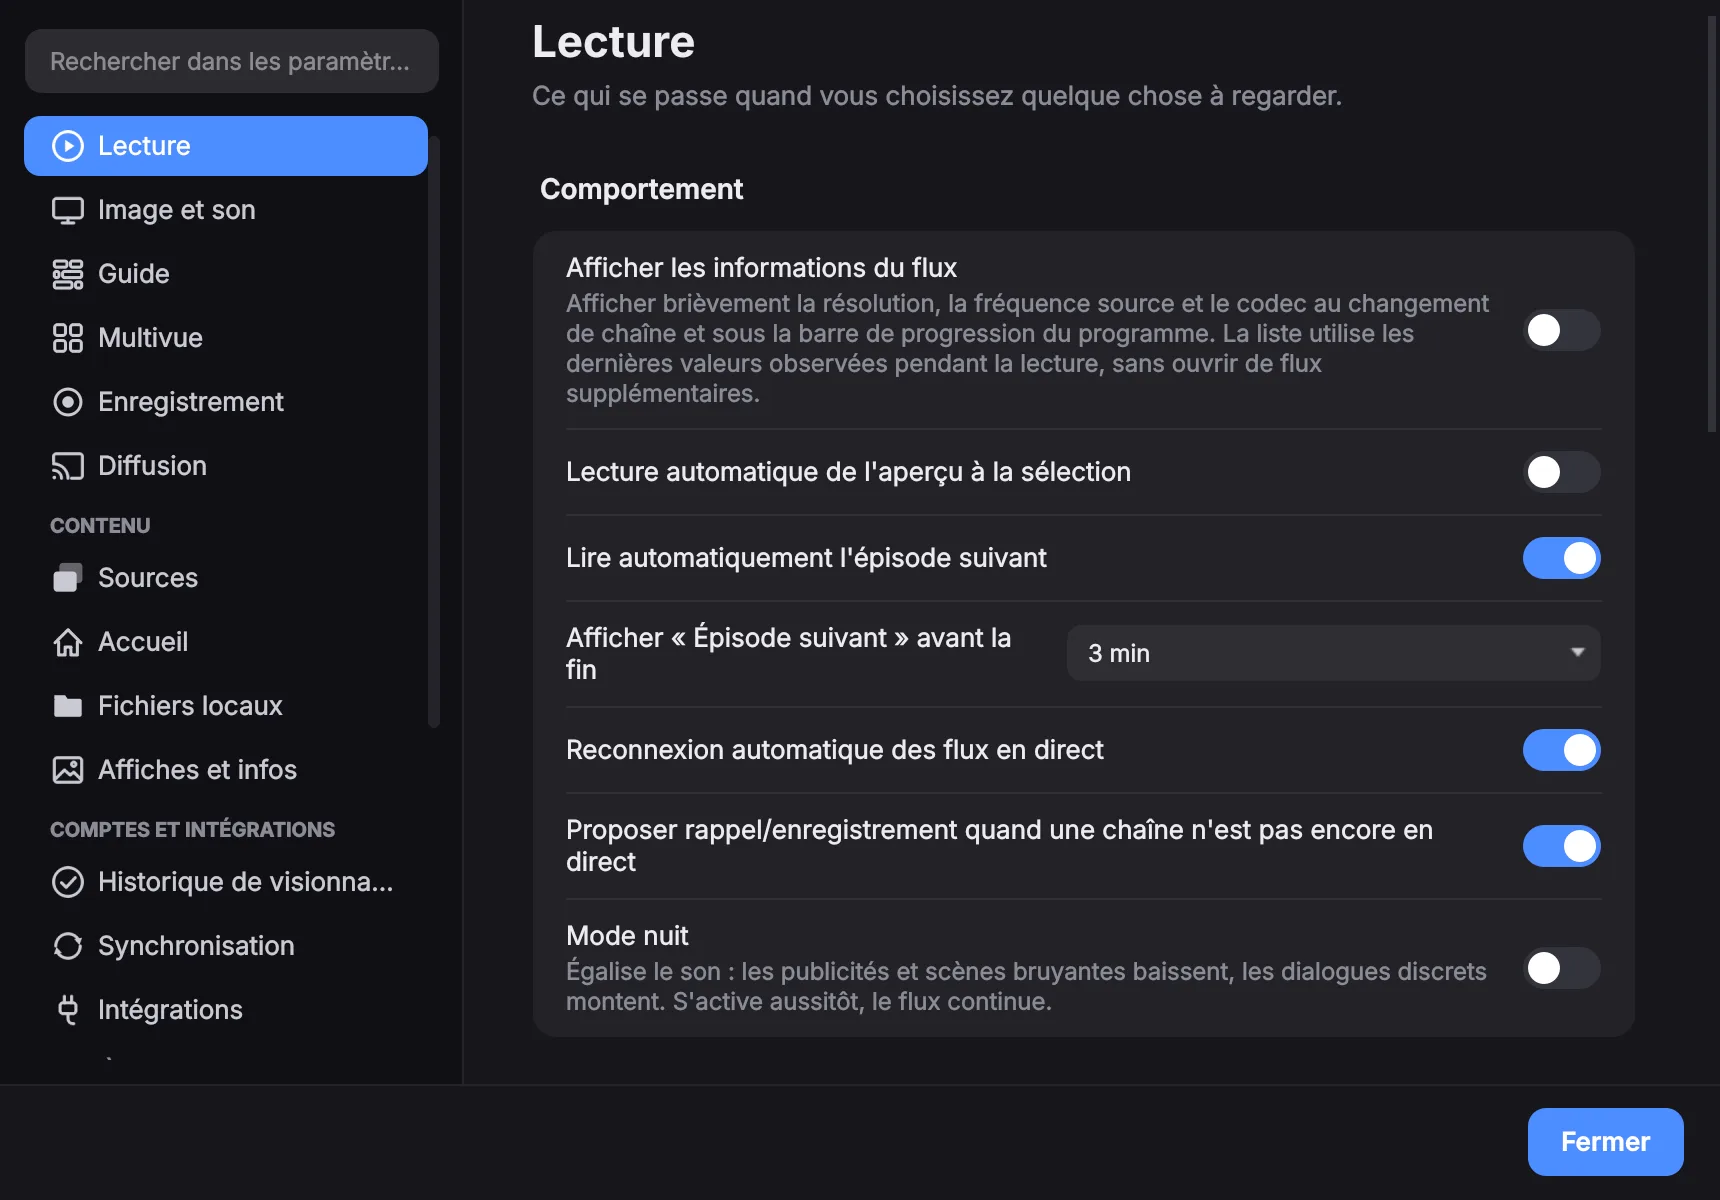 Rechercher dans les paramètr...
Lecture
Image et son
Guide
Multivue
Enregistrement
Diffusion
CONTENU
Sources
Accueil
Fichiers locaux
Affiches et infos
COMPTES ET INTÉGRATIONS
Historique de visionna...
Synchronisation
Intégrations
Lecture
Ce qui se passe quand vous choisissez quelque chose à regarder.
Comportement
Afficher les informations du flux
Afficher brièvement la résolution, la fréquence source et le codec au changement
de chaîne et sous la barre de progression du programme. La liste utilise les
dernières valeurs observées pendant la lecture, sans ouvrir de flux
supplémentaires.
Lecture automatique de l'aperçu à la sélection
Lire automatiquement l'épisode suivant
Afficher « Épisode suivant » avant la
fin
3 min
Reconnexion automatique des flux en direct
Proposer rappel/enregistrement quand une chaîne n'est pas encore en
direct
Mode nuit
Égalise le son : les publicités et scènes bruyantes baissent, les dialogues discrets
montent. S'active aussitôt, le flux continue.
Fermer